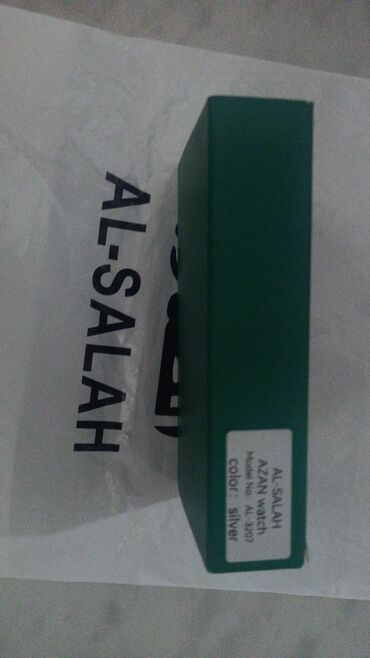 AL-SALAH
AL-SALAH
AZAN watch
Model No: AL-3207
color: silver